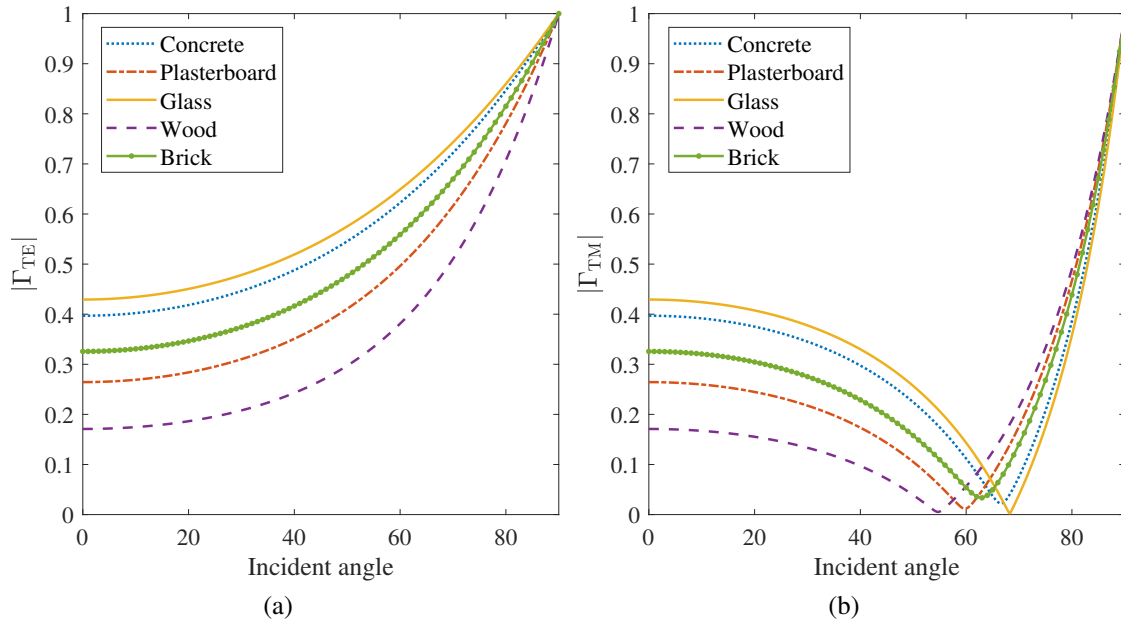 1
0.9
0.8
0.7
0.6
0.5
0.4
0.3
0.2
0.1
0
|Γ_TE|
Concrete
Plasterboard
Glass
Wood
Brick
0 20 40 60 80
Incident angle
(a)
1
0.9
0.8
0.7
0.6
0.5
0.4
0.3
0.2
0.1
0
|Γ_TM|
Concrete
Plasterboard
Glass
Wood
Brick
0 20 40 60 80
Incident angle
(b)